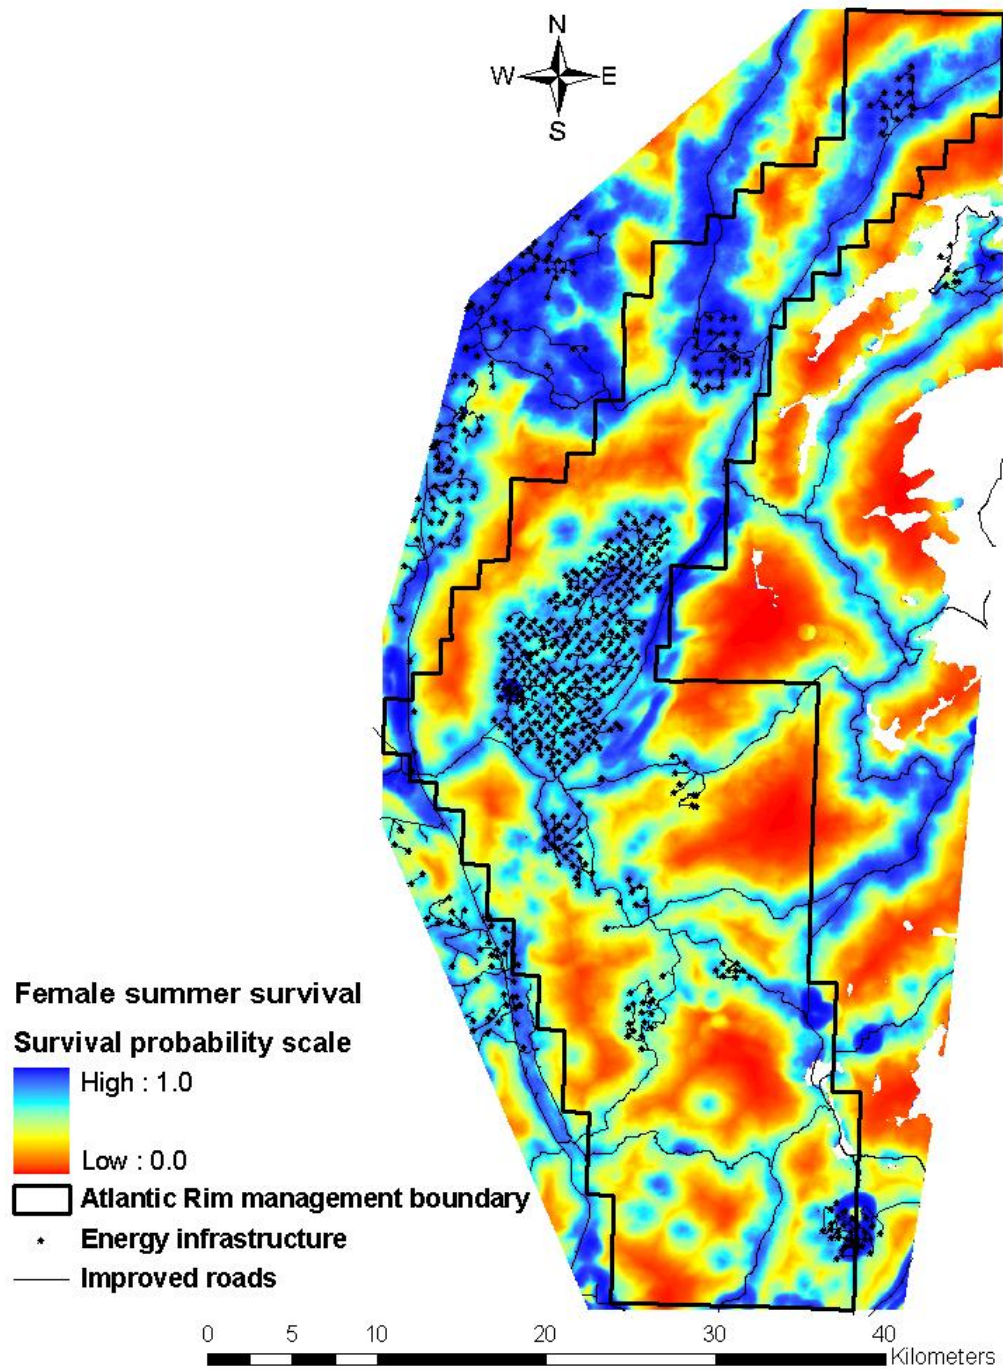 N
W E
S
Female summer survival
Survival probability scale
High : 1.0
Low : 0.0
Atlantic Rim management boundary
Energy infrastructure
Improved roads
0 5 10 20 30 40
Kilometers